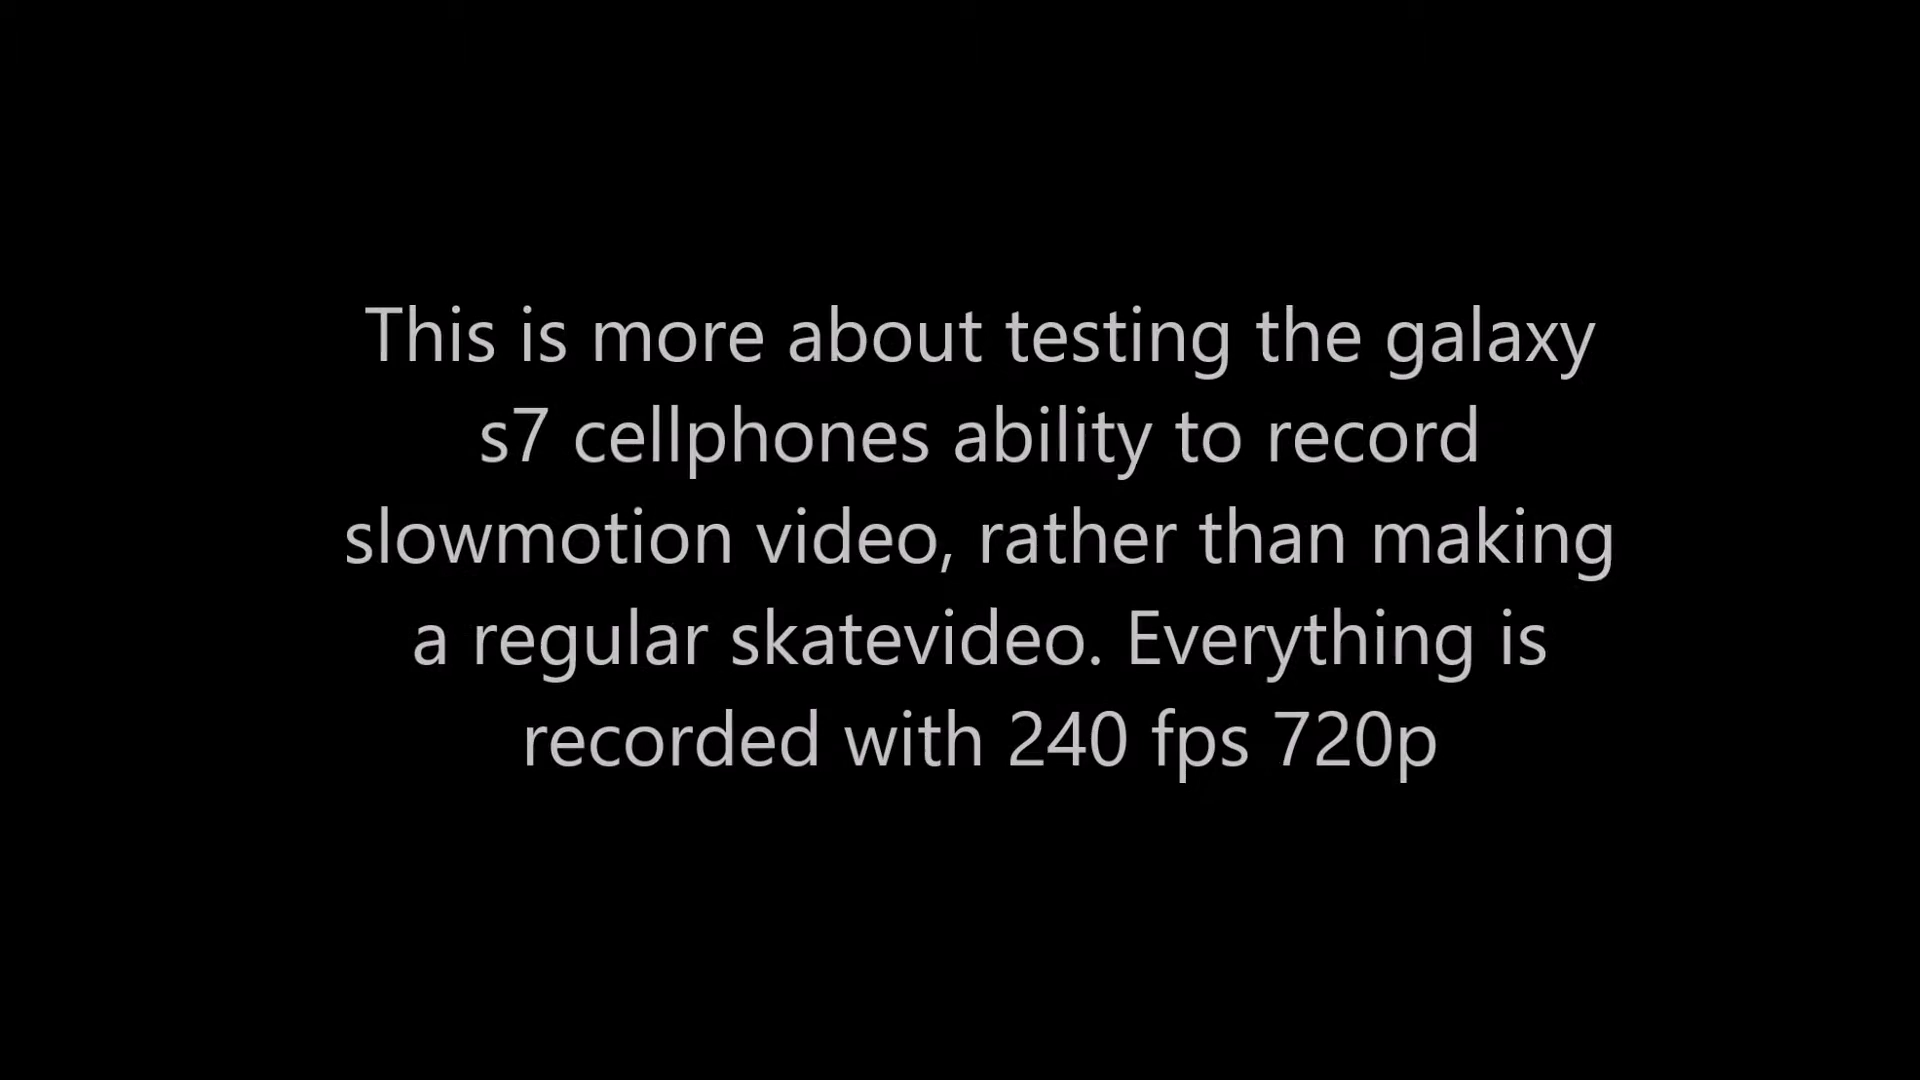 This is more about testing the galaxy
s7 cellphones ability to record
slowmotion video, rather than making
a regular skatevideo. Everything is
recorded with 240 fps 720p